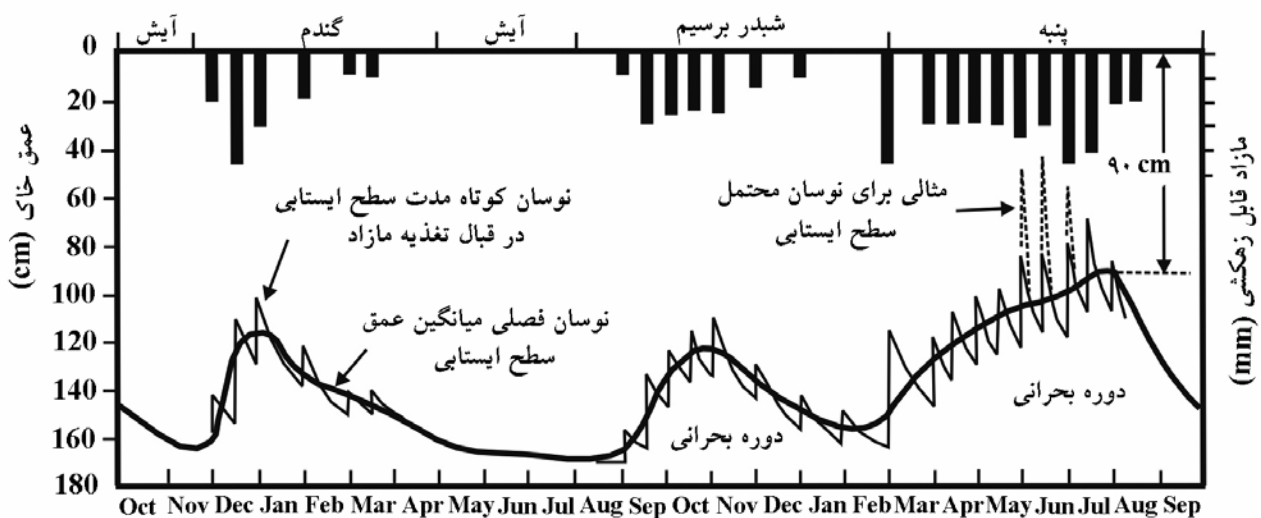 آیش گندم آیش شبدر برسیم پنبه
0
20
40
60
80
100
120
140
160
180
عمق خاک (cm)
مازاد قابل زهکشی (mm)
۹۰ cm
نوسان کوتاه مدت سطح ایستابی
در قبال تغذیه مازاد
مثالی برای نوسان محتمل
سطح ایستابی
نوسان فصلی میانگین عمق
سطح ایستابی
دوره بحرانی
دوره بحرانی
Oct Nov Dec Jan Feb Mar Apr May Jun Jul Aug Sep Oct Nov Dec Jan Feb Mar Mar Jan May Jun Jul Aug Sep